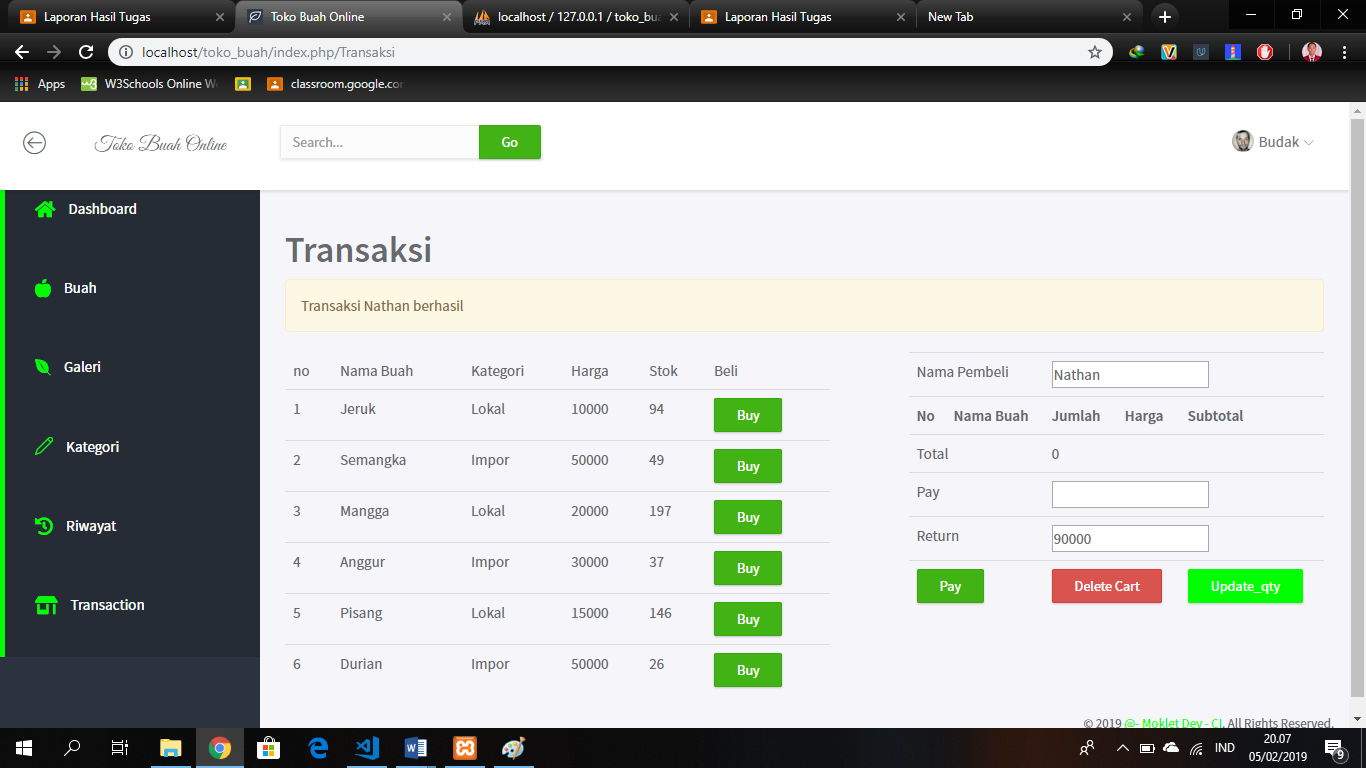 Laporan Hasil Tugas
Toko Buah Online
localhost / 127.0.0.1 / toko_bua
Laporan Hasil Tugas
New Tab
localhost/toko_buah/index.php/Transaksi
Apps
W3Schools Online We
classroom.google.com
Toko Buah Online
Search...
Go
Budak
Dashboard
Buah
Galeri
Kategori
Riwayat
Transaction
Transaksi
Transaksi Nathan berhasil
no Nama Buah Kategori Harga Stok Beli
1 Jeruk Lokal 10000 94 Buy
2 Semangka Impor 50000 49 Buy
3 Mangga Lokal 20000 197 Buy
4 Anggur Impor 30000 37 Buy
5 Pisang Lokal 15000 146 Buy
6 Durian Impor 50000 26 Buy
Nama Pembeli Nathan
No Nama Buah Jumlah Harga Subtotal
Total 0
Pay
Return 90000
Pay Delete Cart Update_qty
© 2019 @- Moklet Dev - CI. All Rights Reserved.
IND
20.07
05/02/2019
9